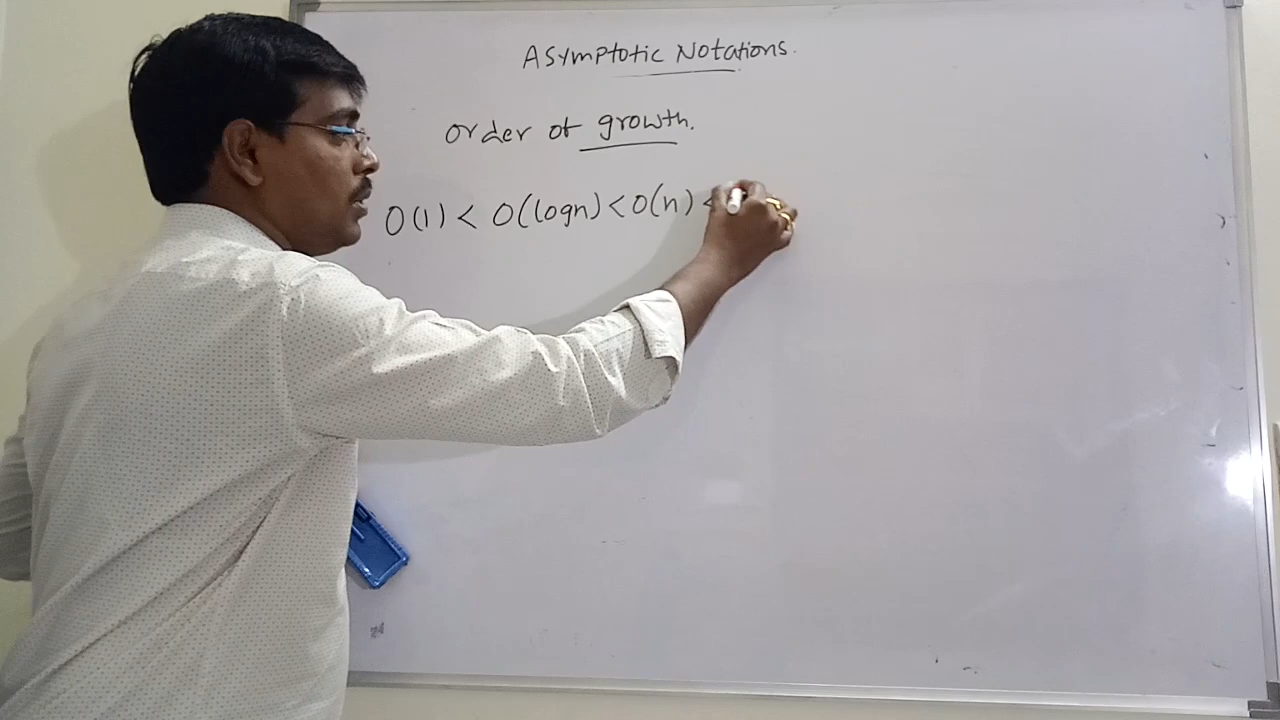 Asymptotic Notations.
order of growth.
O(1) < O(logn) < O(n) <